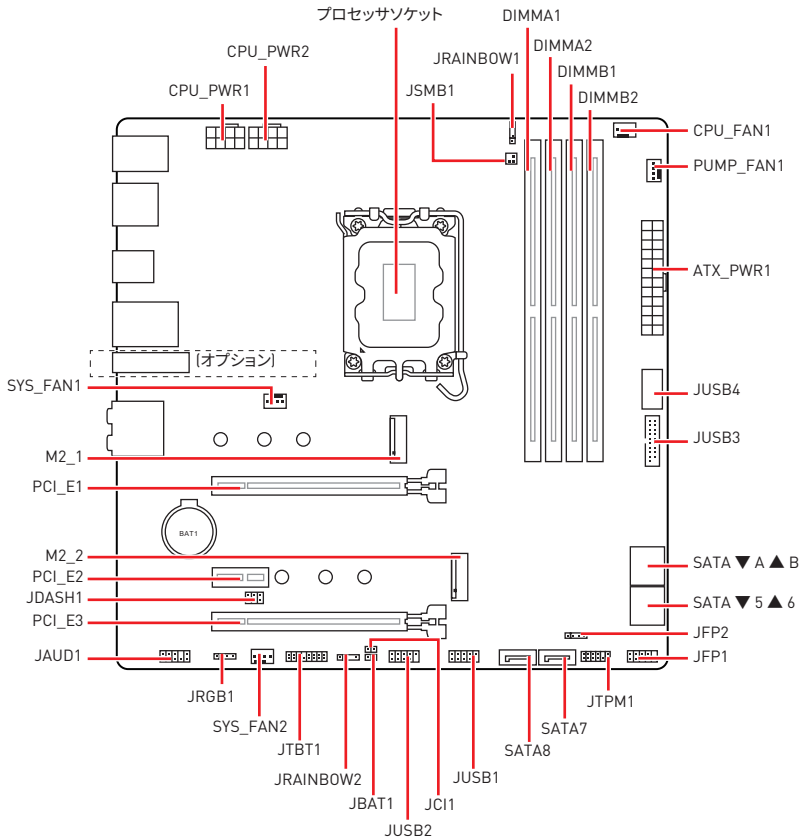 プロセッサソケット
DIMMA1
CPU_PWR2
JRAINBOW1
DIMMA2
CPU_PWR1
JSMB1
DIMMB1
DIMMB2
CPU_FAN1
PUMP_FAN1
ATX_PWR1
(オプション)
SYS_FAN1
JUSB4
JUSB3
M2_1
PCI_E1
BAT1
M2_2
SATA ▼ A ▲ B
PCI_E2
JDASH1
SATA ▼ 5 ▲ 6
PCI_E3
JFP2
JAUD1
JFP1
JRGB1
JTPM1
SYS_FAN2
SATA7
JTBT1
SATA8
JRAINBOW2
JUSB1
JBAT1
JCI1
JUSB2